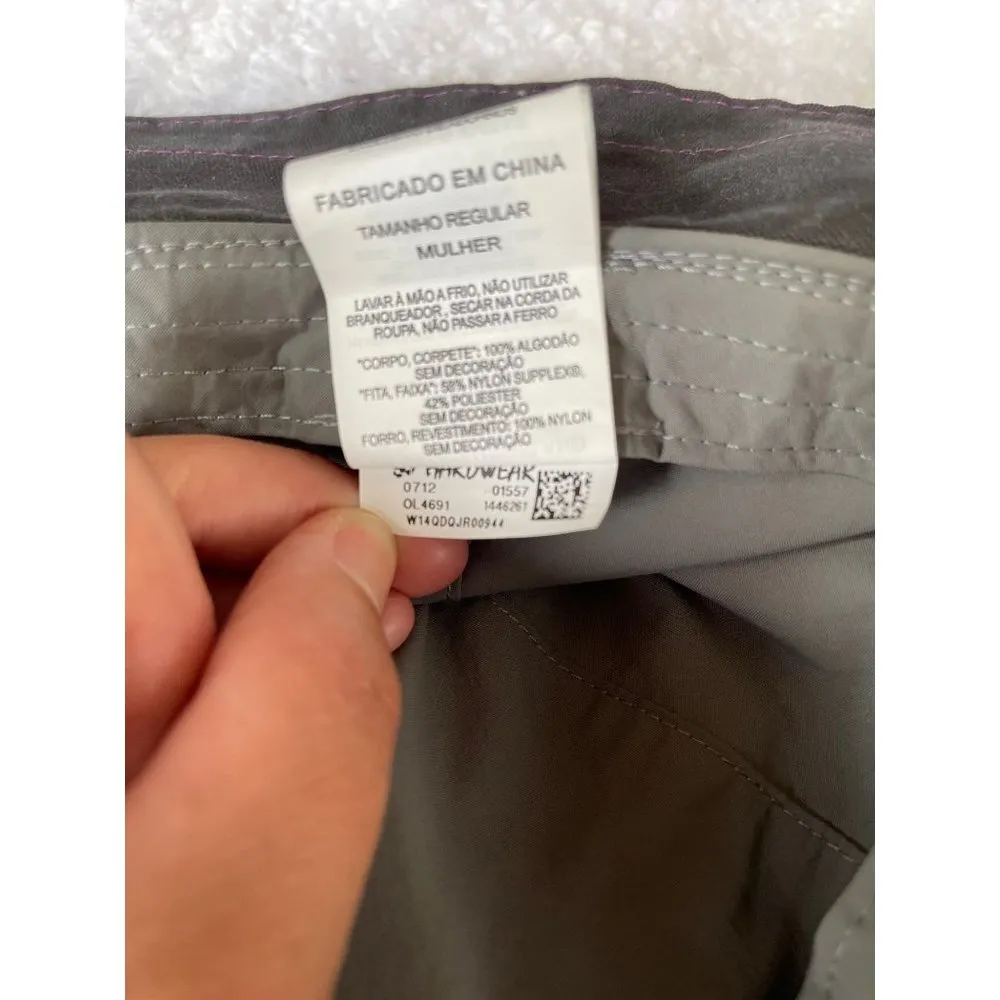 FABRICADO EM CHINA
TAMANHO REGULAR
MULHER
LAVAR À MÃO A FRIO, NÃO UTILIZAR
BRANQUEADOR , SECAR NA CORDA DA
ROUPA, NÃO PASSAR A FERRO
"CORPO, CORPETE": 100% ALGODÃO
SEM DECORAÇÃO
"FITA, FAIXA": 58% NYLON SUPPLEX®,
42% POLIESTER
SEM DECORAÇÃO
FORRO, REVESTIMENTO: 100% NYLON
SEM DECORAÇÃO
HARDWEAR
0712 01557
OL4691 1446261
W14QDQJR00944